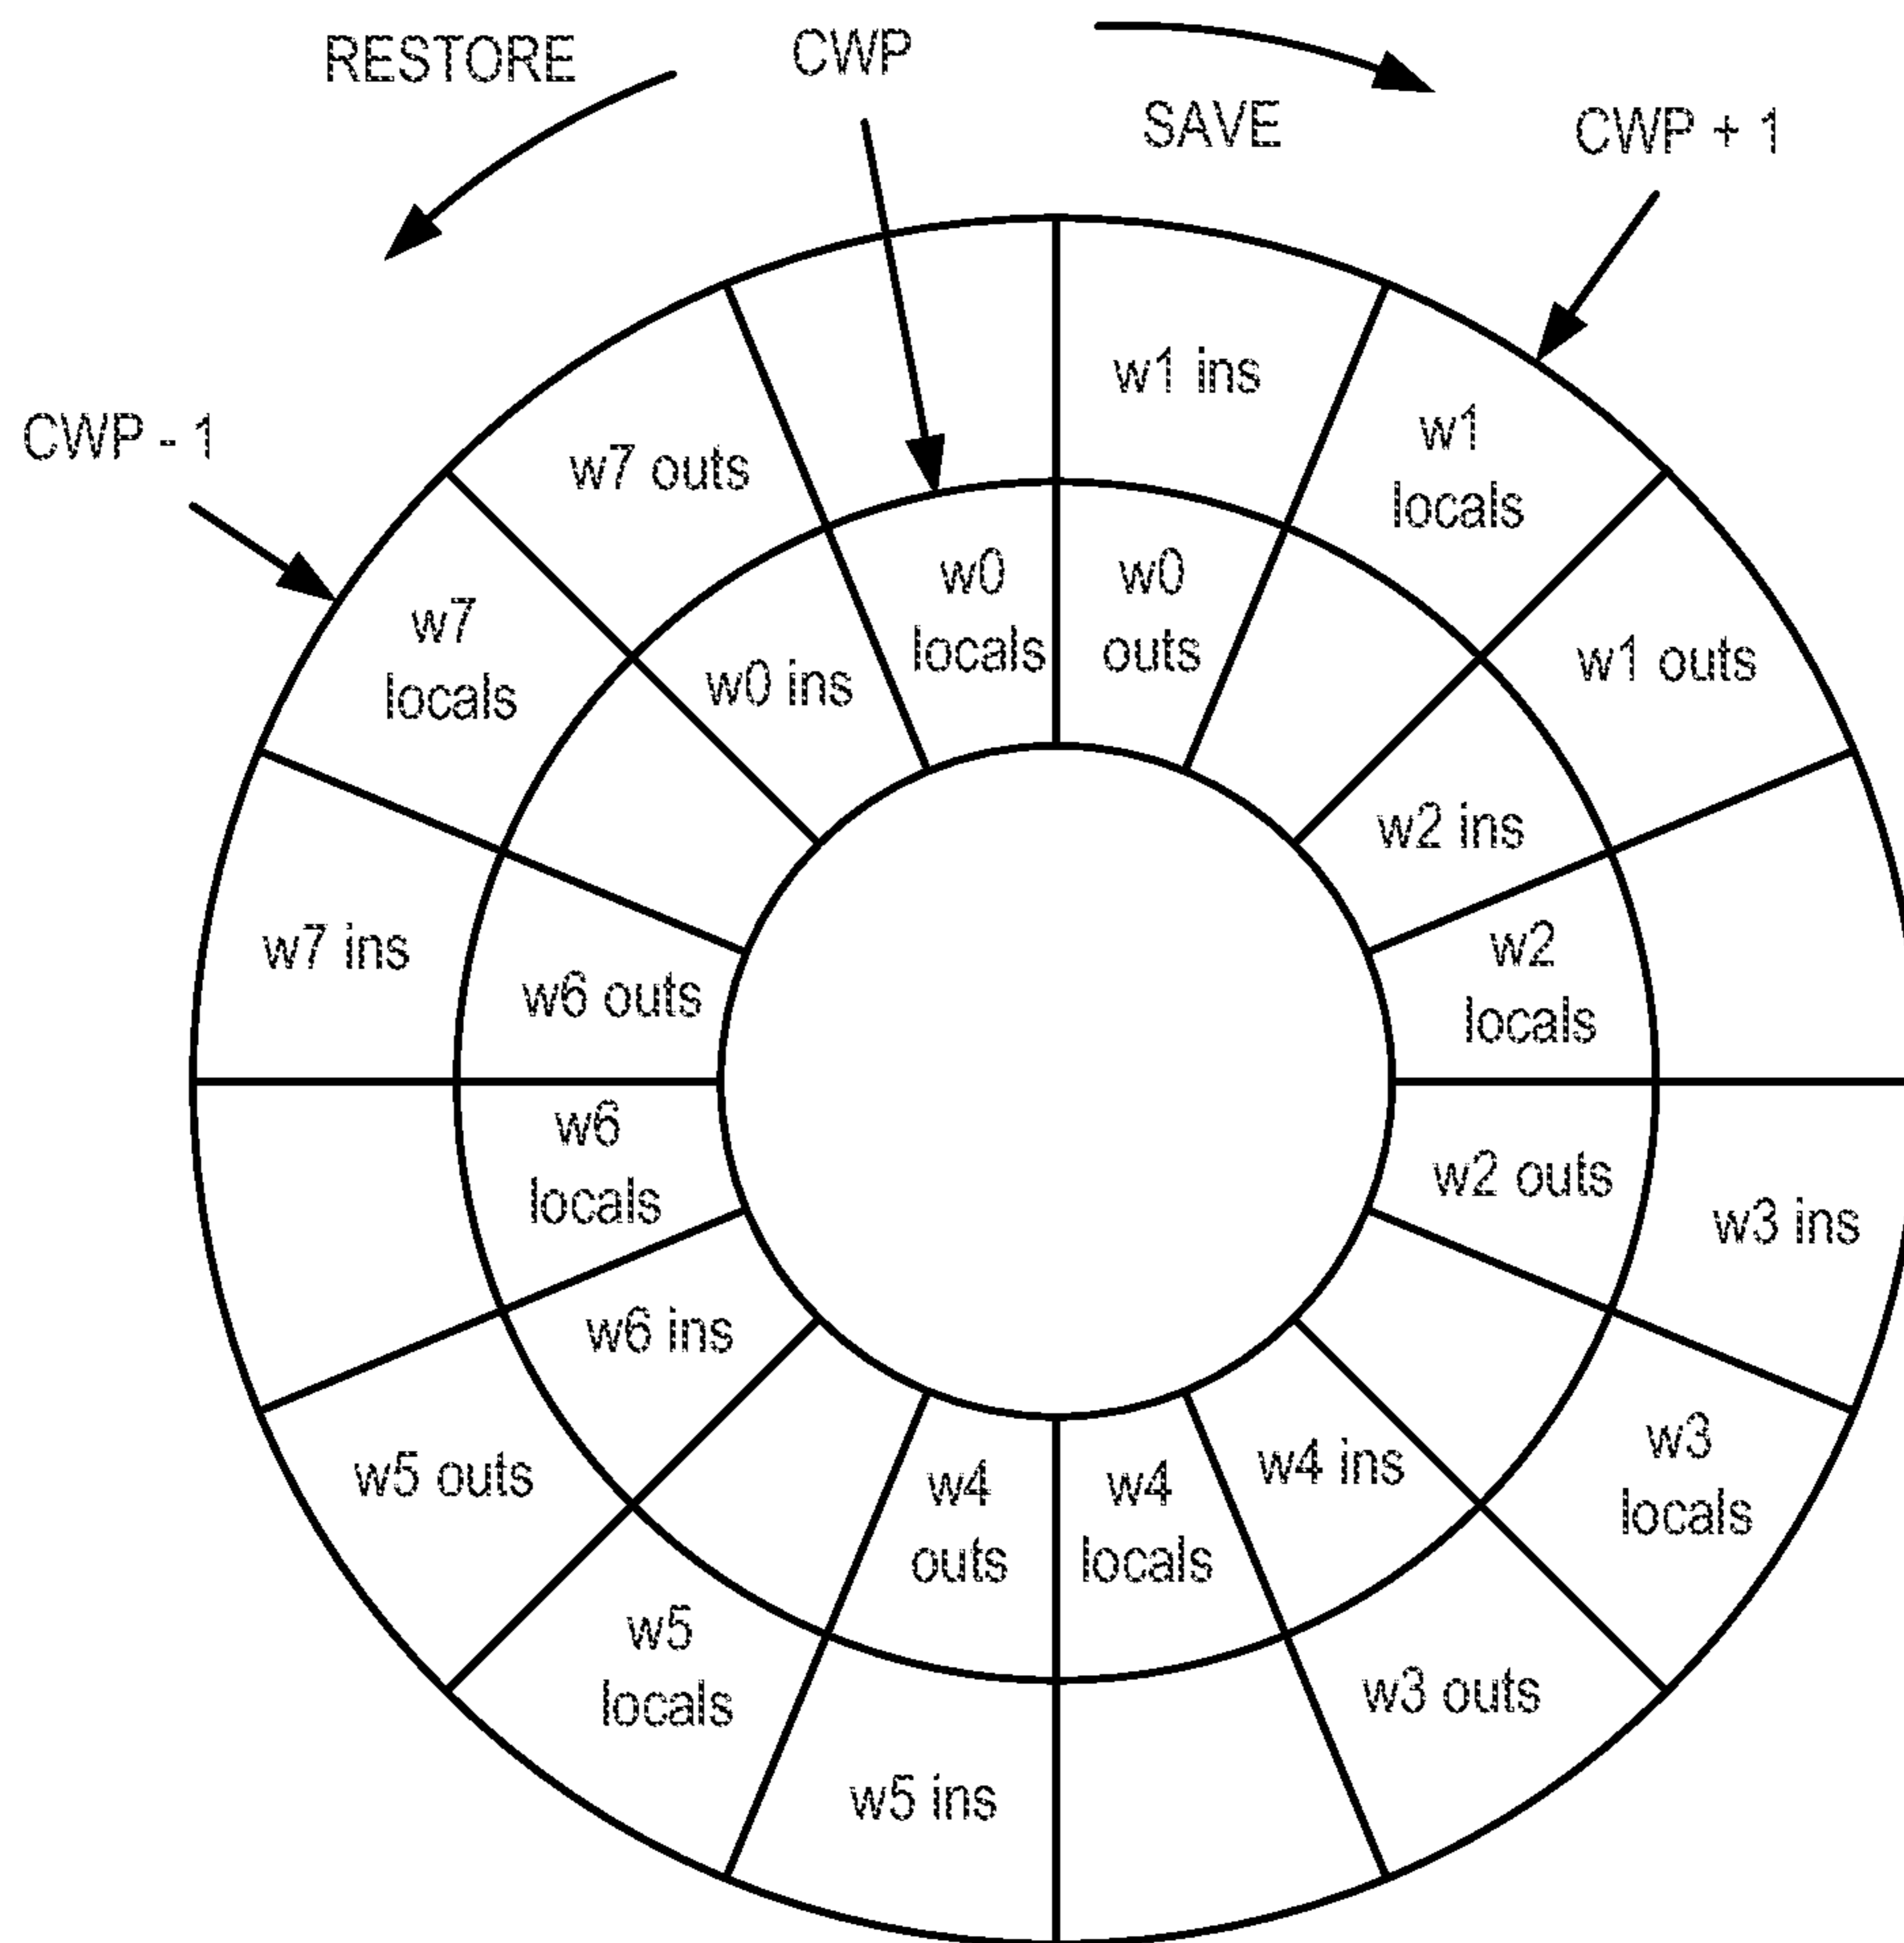 RESTORE
CWP
SAVE
CWP + 1
CWP - 1
w1 ins
w1
locals
w7 outs
w0
locals
w0
outs
w7
locals
w0 ins
w1 outs
w2 ins
w7 ins
w6 outs
w2
locals
w6
locals
w2 outs
w3 ins
w6 ins
w5 outs
w4
outs
w4
locals
w4 ins
w3
locals
w5
locals
w3 outs
w5 ins